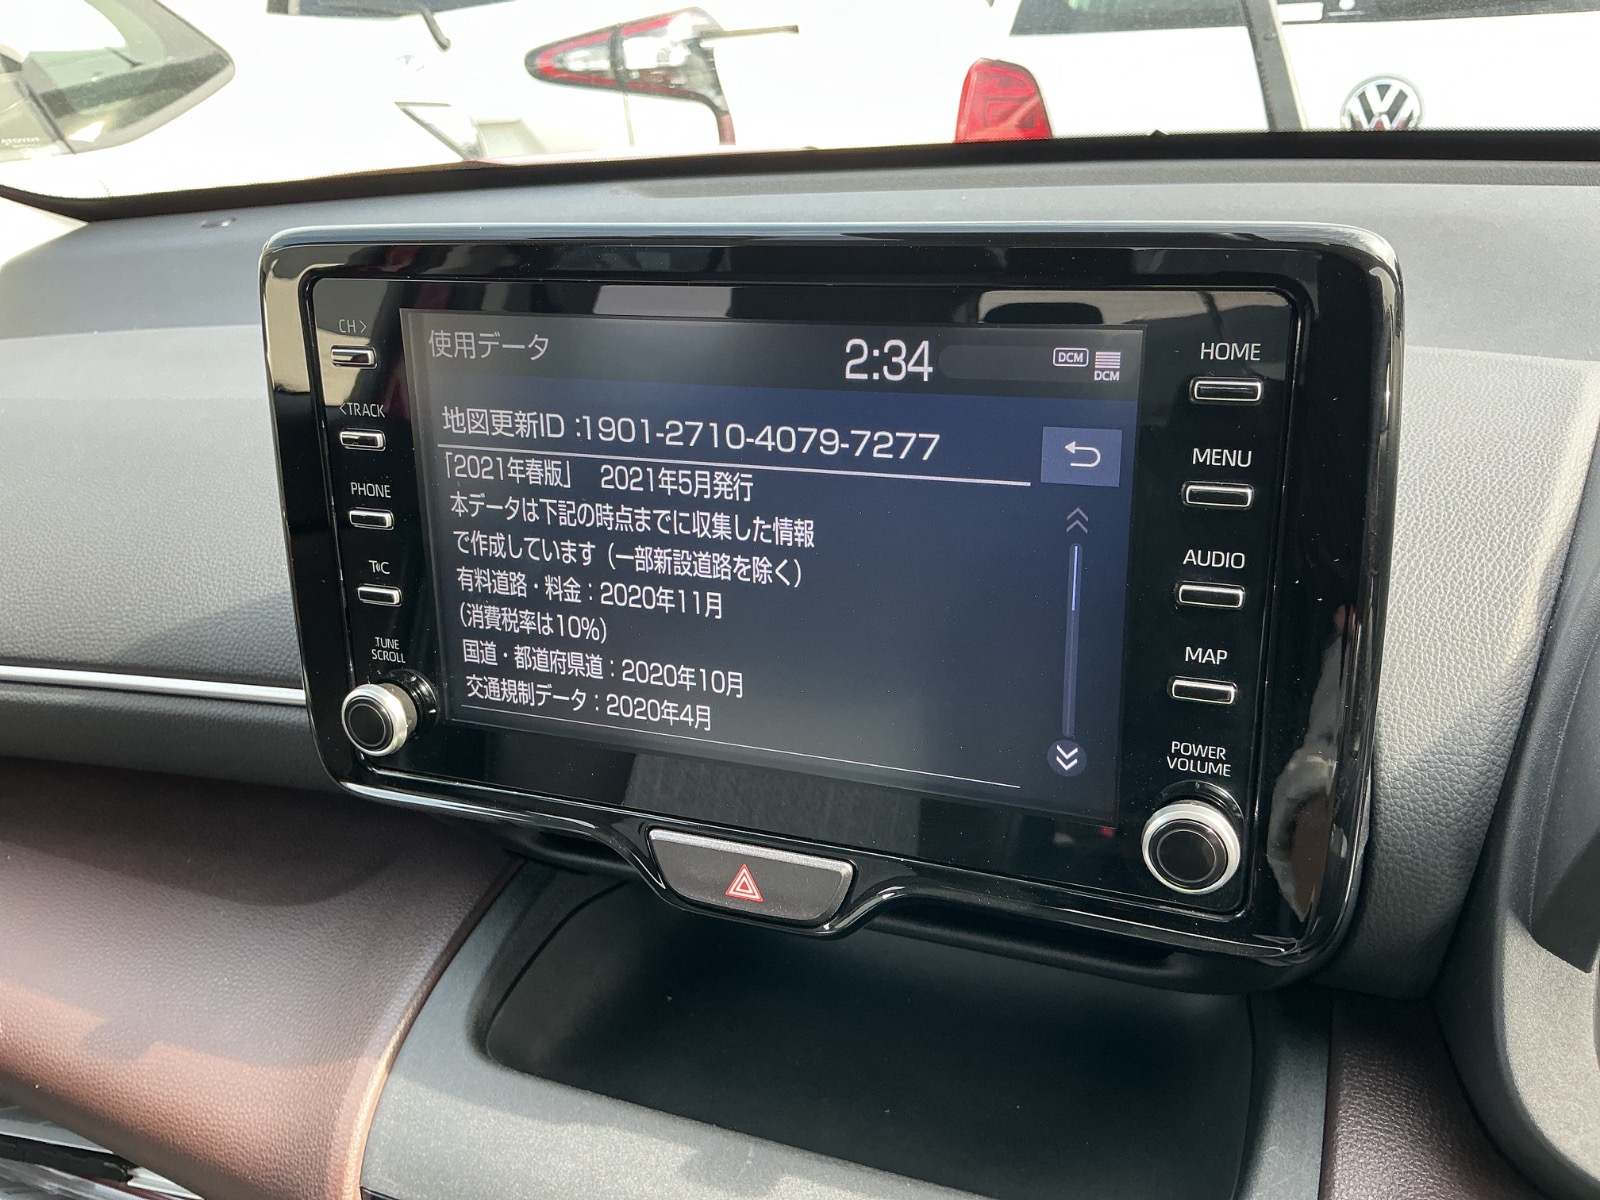 使用データ
2:34
DCM
DCM
地図更新ID :1901-2710-4079-7277
「2021年春版」 2021年5月発行
本データは下記の時点までに収集した情報
で作成しています（一部新設道路を除く）
有料道路・料金：2020年11月
(消費税率は10%)
国道・都道府県道：2020年10月
交通規制データ：2020年4月
CH >
<TRACK
PHONE
TUNE
SCROLL
HOME
MENU
AUDIO
MAP
POWER
VOLUME